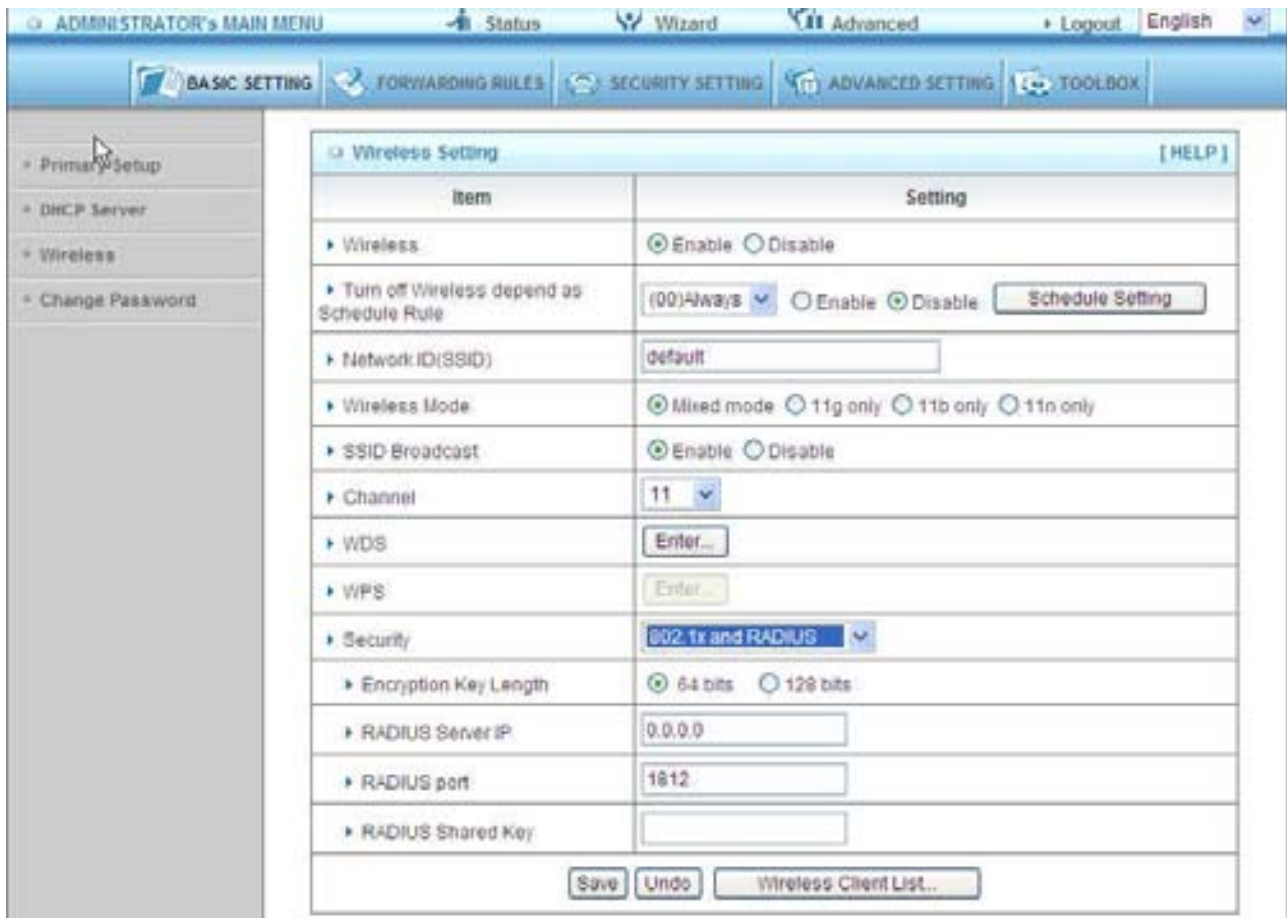 ADMINISTRATOR's MAIN MENU Status Wizard Advanced Logout English
BASIC SETTING FORWARDING RULES SECURITY SETTING ADVANCED SETTING TOOLBOX
Primary Setup
DHCP Server
Wireless
Change Password
Wireless Setting [HELP]
Item Setting
Wireless Enable Disable
Turn off Wireless depend as
Schedule Rule (00)Always Enable Disable Schedule Setting
Network ID(SSID) default
Wireless Mode Mixed mode 11g only 11b only 11n only
SSID Broadcast Enable Disable
Channel 11
WDS Enter...
WPS Enter...
Security 802.1x and RADIUS
Encryption Key Length 64 bits 128 bits
RADIUS Server IP 0.0.0.0
RADIUS port 1812
RADIUS Shared Key
Save Undo Wireless Client List...